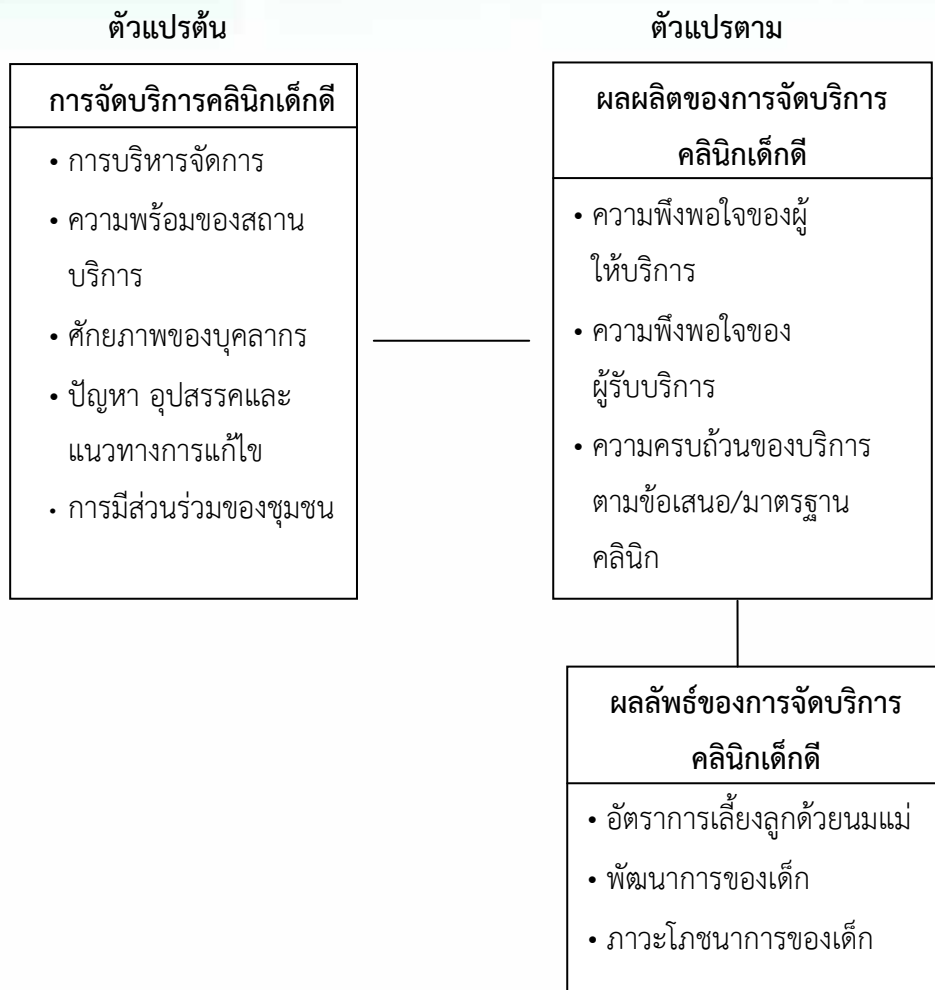 ตัวแปรต้น
ตัวแปรตาม
การจัดบริการคลินิกเด็กดี
• การบริหารจัดการ
• ความพร้อมของสถาน
บริการ
• ศักยภาพของบุคลากร
• ปัญหา อุปสรรคและ
แนวทางการแก้ไข
• การมีส่วนร่วมของชุมชน
ผลผลิตของการจัดบริการ
คลินิกเด็กดี
• ความพึงพอใจของผู้
ให้บริการ
• ความพึงพอใจของ
ผู้รับบริการ
• ความครบถ้วนของบริการ
ตามข้อเสนอ/มาตรฐาน
คลินิก
ผลลัพธ์ของการจัดบริการ
คลินิกเด็กดี
• อัตราการเลี้ยงลูกด้วยนมแม่
• พัฒนาการของเด็ก
• ภาวะโภชนาการของเด็ก